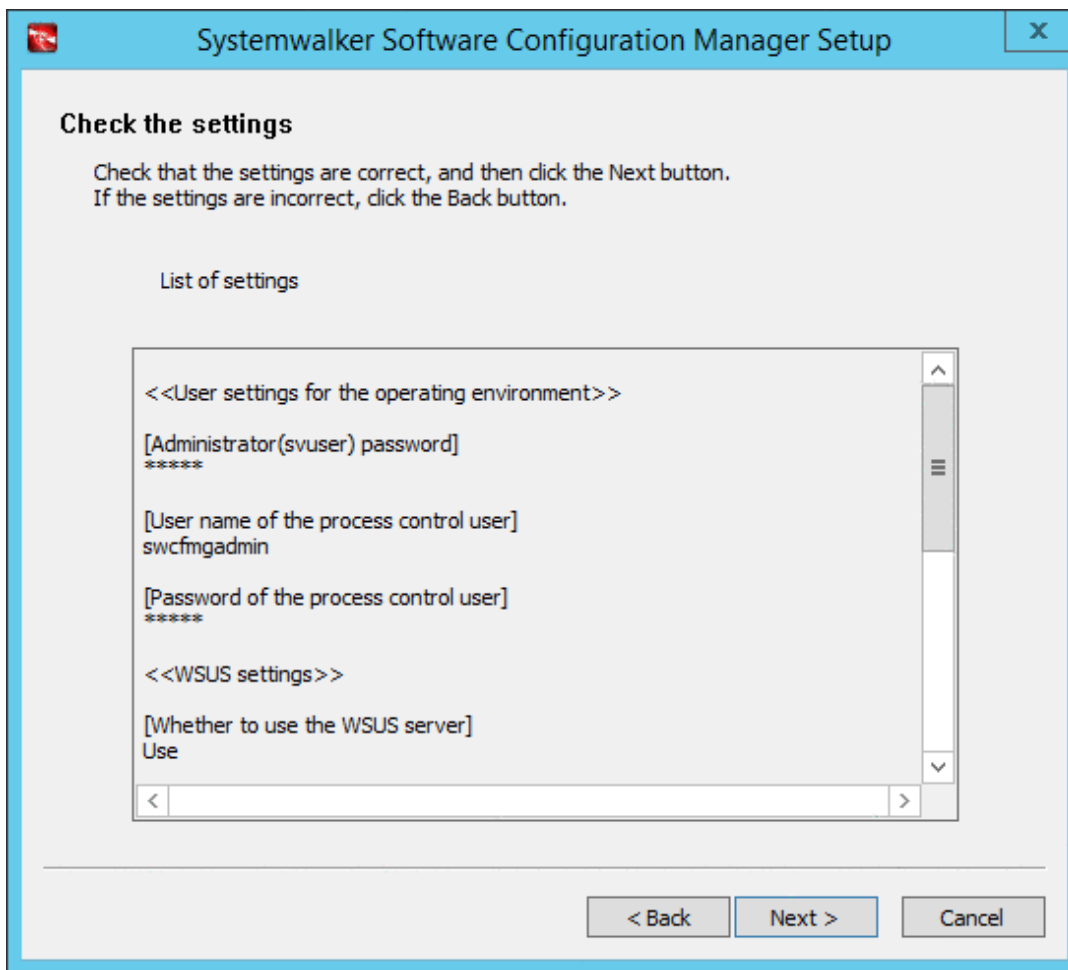 Systemwalker Software Configuration Manager Setup
x
Check the settings
Check that the settings are correct, and then click the Next button.
If the settings are incorrect, click the Back button.
List of settings
<<User settings for the operating environment>>
[Administrator(svuser) password]
*****
[User name of the process control user]
swcfmgadmin
[Password of the process control user]
*****
<<WSUS settings>>
[Whether to use the WSUS server]
Use
< Back Next > Cancel